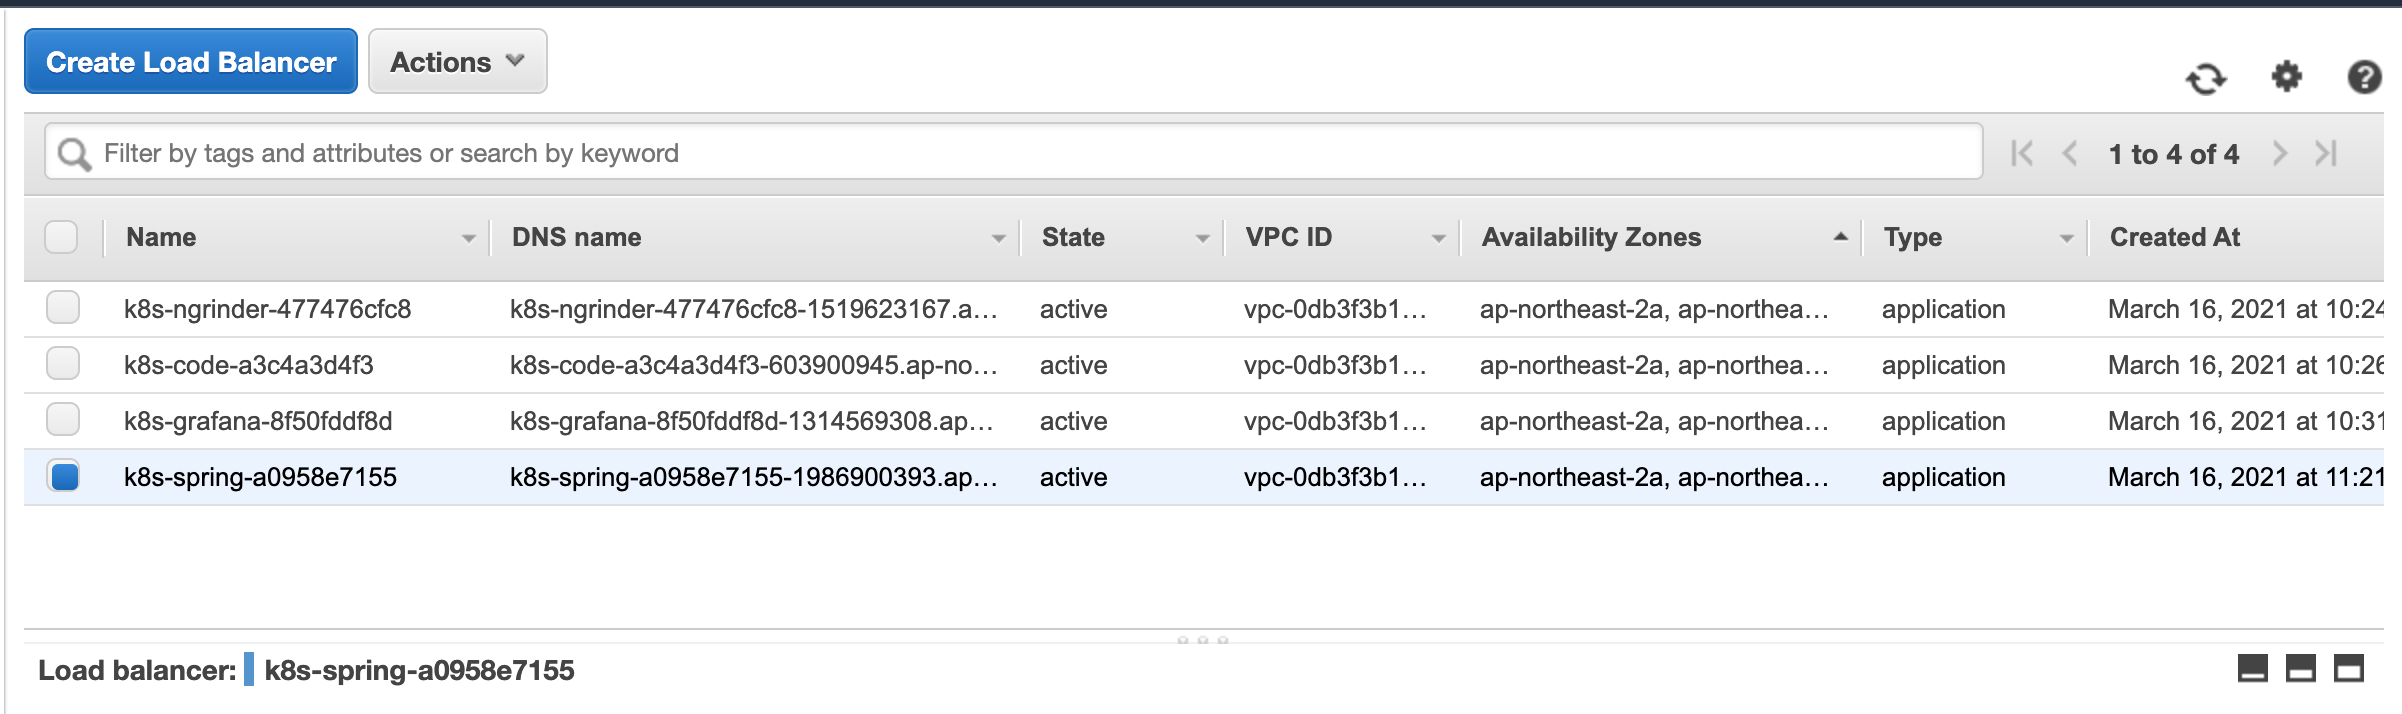 Create Load Balancer Actions
Filter by tags and attributes or search by keyword 1 to 4 of 4
Name DNS name State VPC ID Availability Zones Type Created At
k8s-ngrinder-477476cfc8 k8s-ngrinder-477476cfc8-1519623167.a... active vpc-0db3f3b1... ap-northeast-2a, ap-northea... application March 16, 2021 at 10:24
k8s-code-a3c4a3d4f3 k8s-code-a3c4a3d4f3-603900945.ap-no... active vpc-0db3f3b1... ap-northeast-2a, ap-northea... application March 16, 2021 at 10:26
k8s-grafana-8f50fddf8d k8s-grafana-8f50fddf8d-1314569308.ap... active vpc-0db3f3b1... ap-northeast-2a, ap-northea... application March 16, 2021 at 10:31
k8s-spring-a0958e7155 k8s-spring-a0958e7155-1986900393.ap... active vpc-0db3f3b1... ap-northeast-2a, ap-northea... application March 16, 2021 at 11:21
Load balancer: k8s-spring-a0958e7155